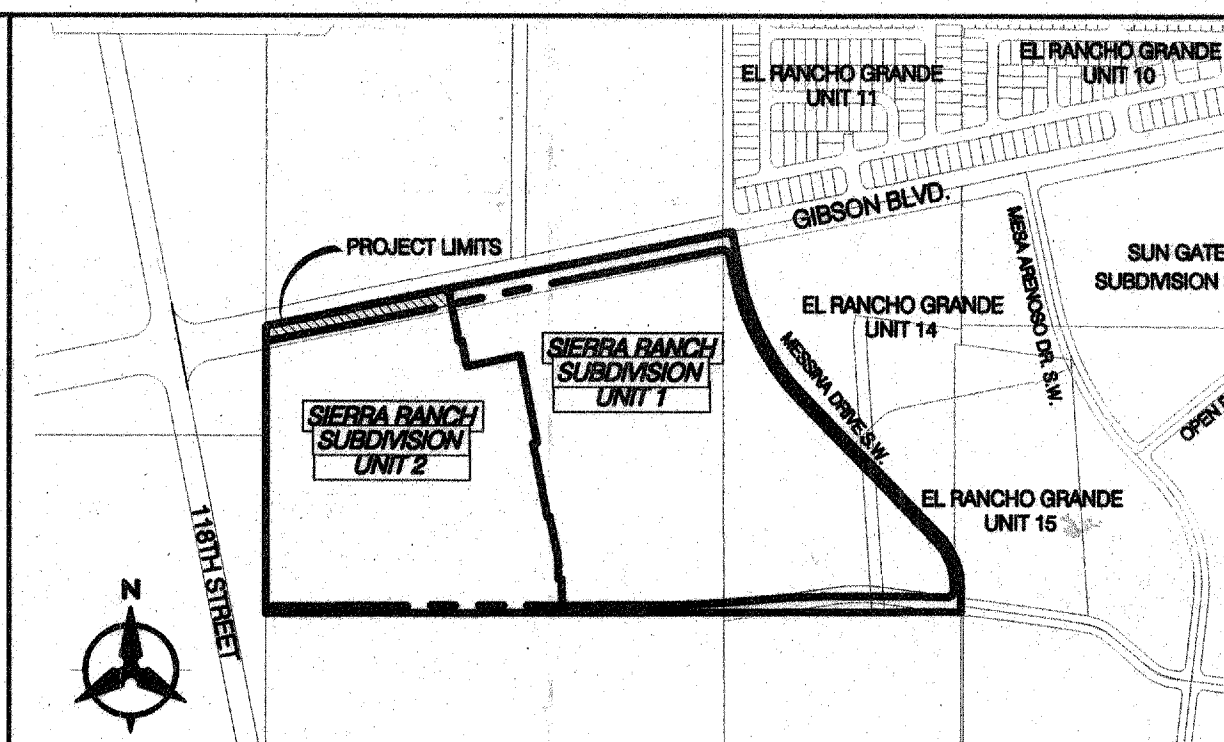 EL RANCHO GRANDE
UNIT 11
EL RANCHO GRANDE
UNIT 10
GIBSON BLVD.
PROJECT LIMITS
MESA ARENOSO DR. S.W.
SUN GATE
SUBDIVISION
EL RANCHO GRANDE
UNIT 14
SIERRA RANCH
SUBDIVISION
UNIT 1
MESSINA DRIVE S.W.
SIERRA RANCH
SUBDIVISION
UNIT 2
OPEN
EL RANCHO GRANDE
UNIT 15
118TH STREET
N